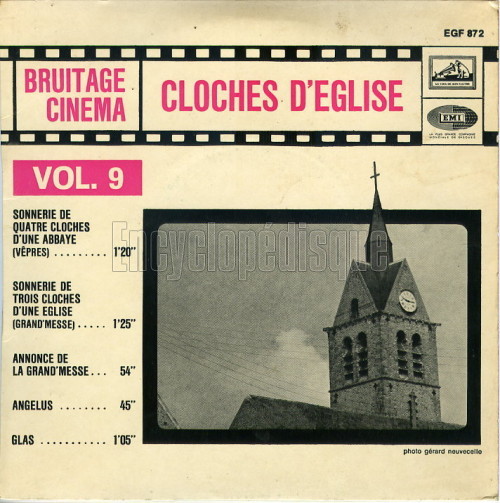 EGF 872
BRUITAGE
CINEMA
CLOCHES D'EGLISE
EMI
VOL. 9
SONNERIE DE
QUATRE CLOCHES
D'UNE ABBAYE
(VÊPRES) .......... 1'20"
SONNERIE DE
TROIS CLOCHES
D'UNE EGLISE
(GRAND'MESSE) ..... 1'25"
ANNONCE DE
LA GRAND'MESSE ... 54"
ANGELUS ........ 45"
GLAS ........... 1'05"
Encyclopédisque
photo gérard neuvecelle